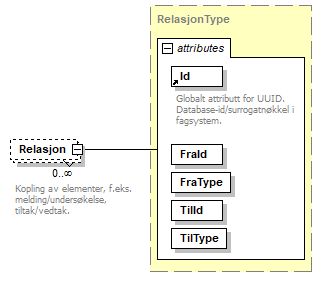 RelasjonType
attributes
Id
Globalt attributt for UUID.
Database-id/surrogatnøkkel i
fagsystem.
Relasjon
0..∞
Kopling av elementer, f.eks.
melding/undersøkelse,
tiltak/vedtak.
FraId
FraType
TilId
TilType